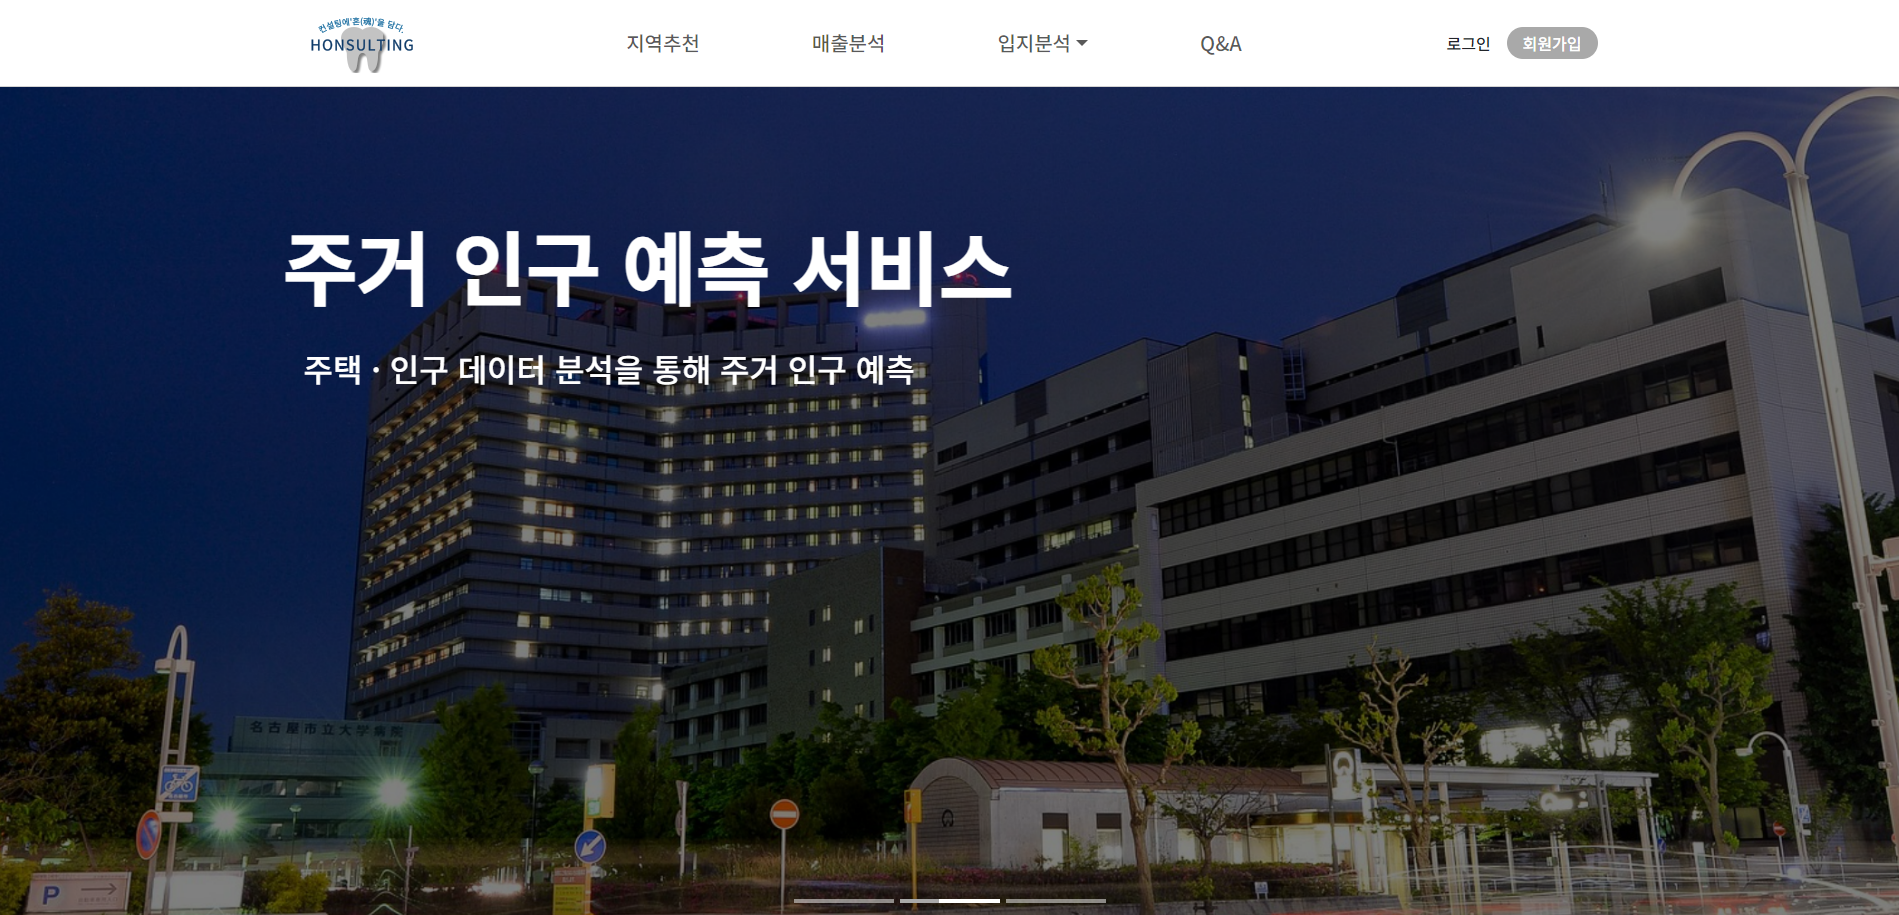 컨설팅에'혼(魂)'을 담다.
HONSULTING
지역추천
매출분석
입지분석
Q&A
로그인
회원가입
주거 인구 예측 서비스
주택 · 인구 데이터 분석을 통해 주거 인구 예측
名古屋市立大学病院
P